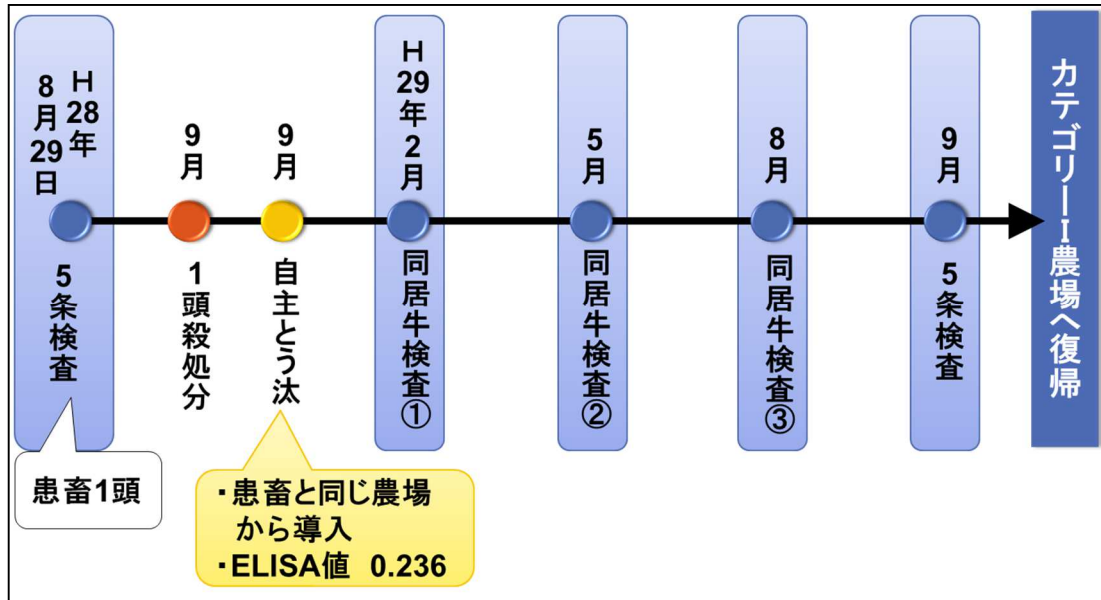 H28年
8月29日
5条検査
患畜1頭
9月
1頭殺処分
9月
自主とう汰
・患畜と同じ農場
から導入
・ELISA値 0.236
H29年2月
同居牛検査①
5月
同居牛検査②
8月
同居牛検査③
9月
5条検査
カテゴリーⅠ農場へ復帰